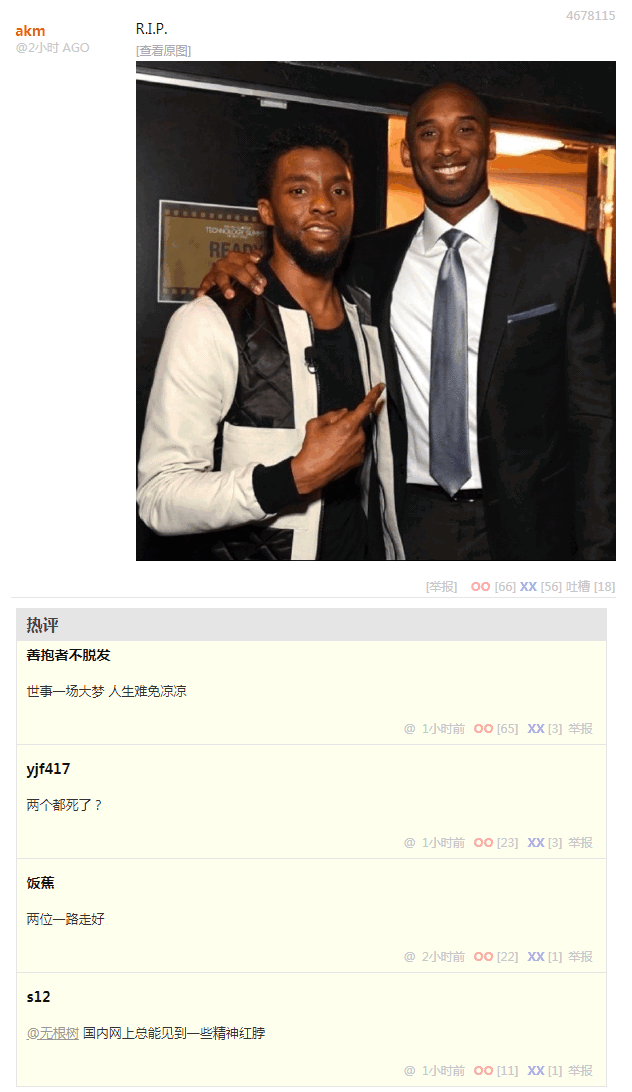 4678115
akm
@2小时 AGO
R.I.P.
[查看原图]
TECHNOLOGY SUMMIT
READY
[举报] OO [66] XX [56] 吐槽 [18]
热评
善抱者不脱发
世事一场大梦 人生难免凉凉
@ 1小时前 OO [65] XX [3] 举报
yjf417
两个都死了？
@ 1小时前 OO [23] XX [3] 举报
饭蕉
两位一路走好
@ 2小时前 OO [22] XX [1] 举报
s12
@无根树 国内网上总能见到一些精神红脖
@ 1小时前 OO [11] XX [1] 举报